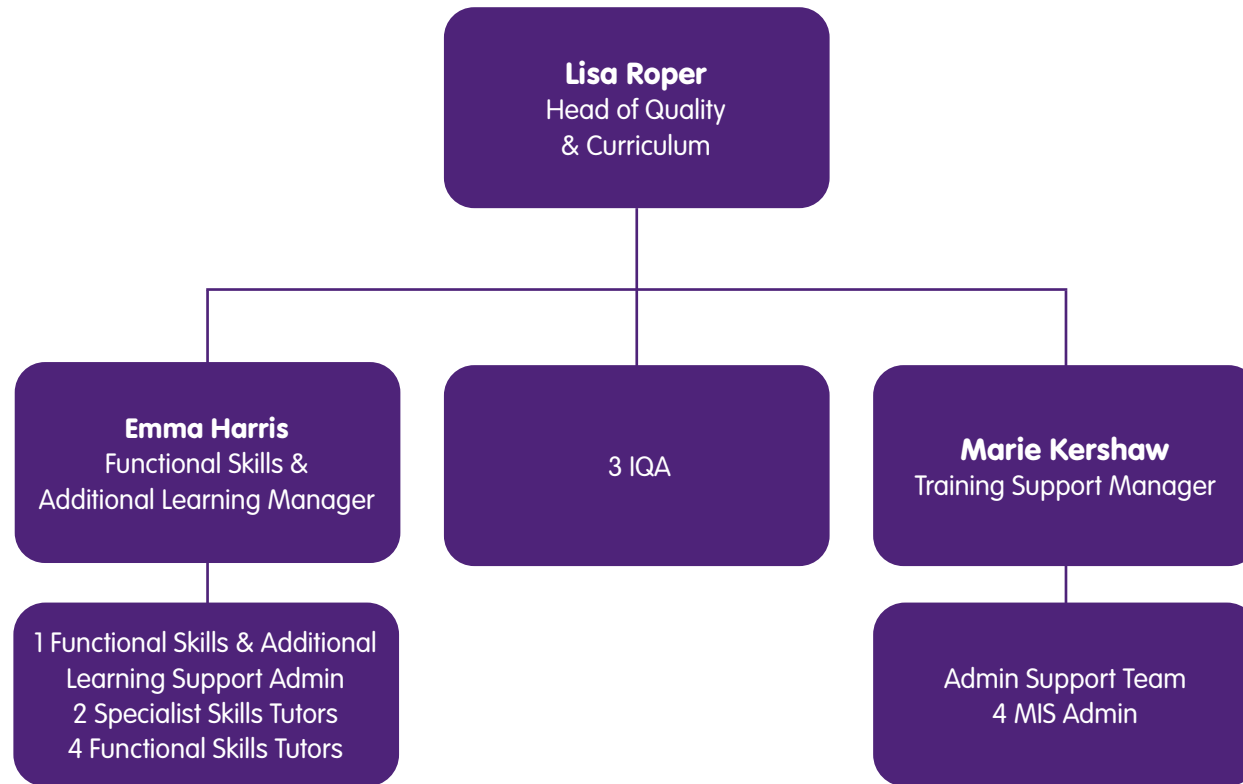 Lisa Roper
Head of Quality
& Curriculum
Emma Harris
Functional Skills &
Additional Learning Manager
3 IQA
Marie Kershaw
Training Support Manager
1 Functional Skills & Additional
Learning Support Admin
2 Specialist Skills Tutors
4 Functional Skills Tutors
Admin Support Team
4 MIS Admin